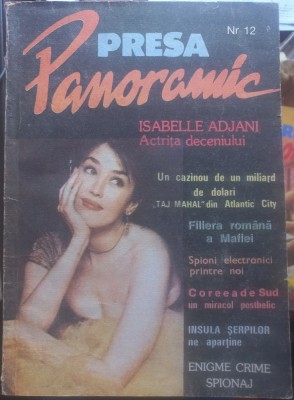 PRESA
Nr 12
Panoramic
ISABELLE ADJANI
Actrița deceniului
Un cazinou de un miliard
de dolari
„TAJ MAHAL" din Atlantic City
Filiera română
a Mafiei
Spioni electronici
printre noi
Coreea de Sud
un miracol postbelic
INSULA ȘERPILOR
ne aparține
ENIGME CRIME
SPIONAJ